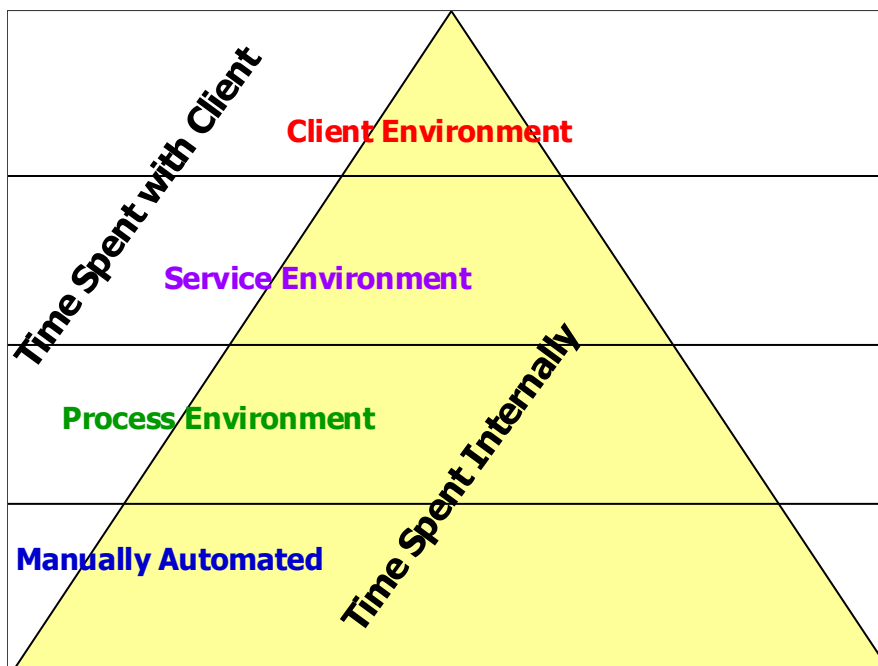 Time Spent with Client
Client Environment
Service Environment
Process Environment
Time Spent Internally
Manually Automated